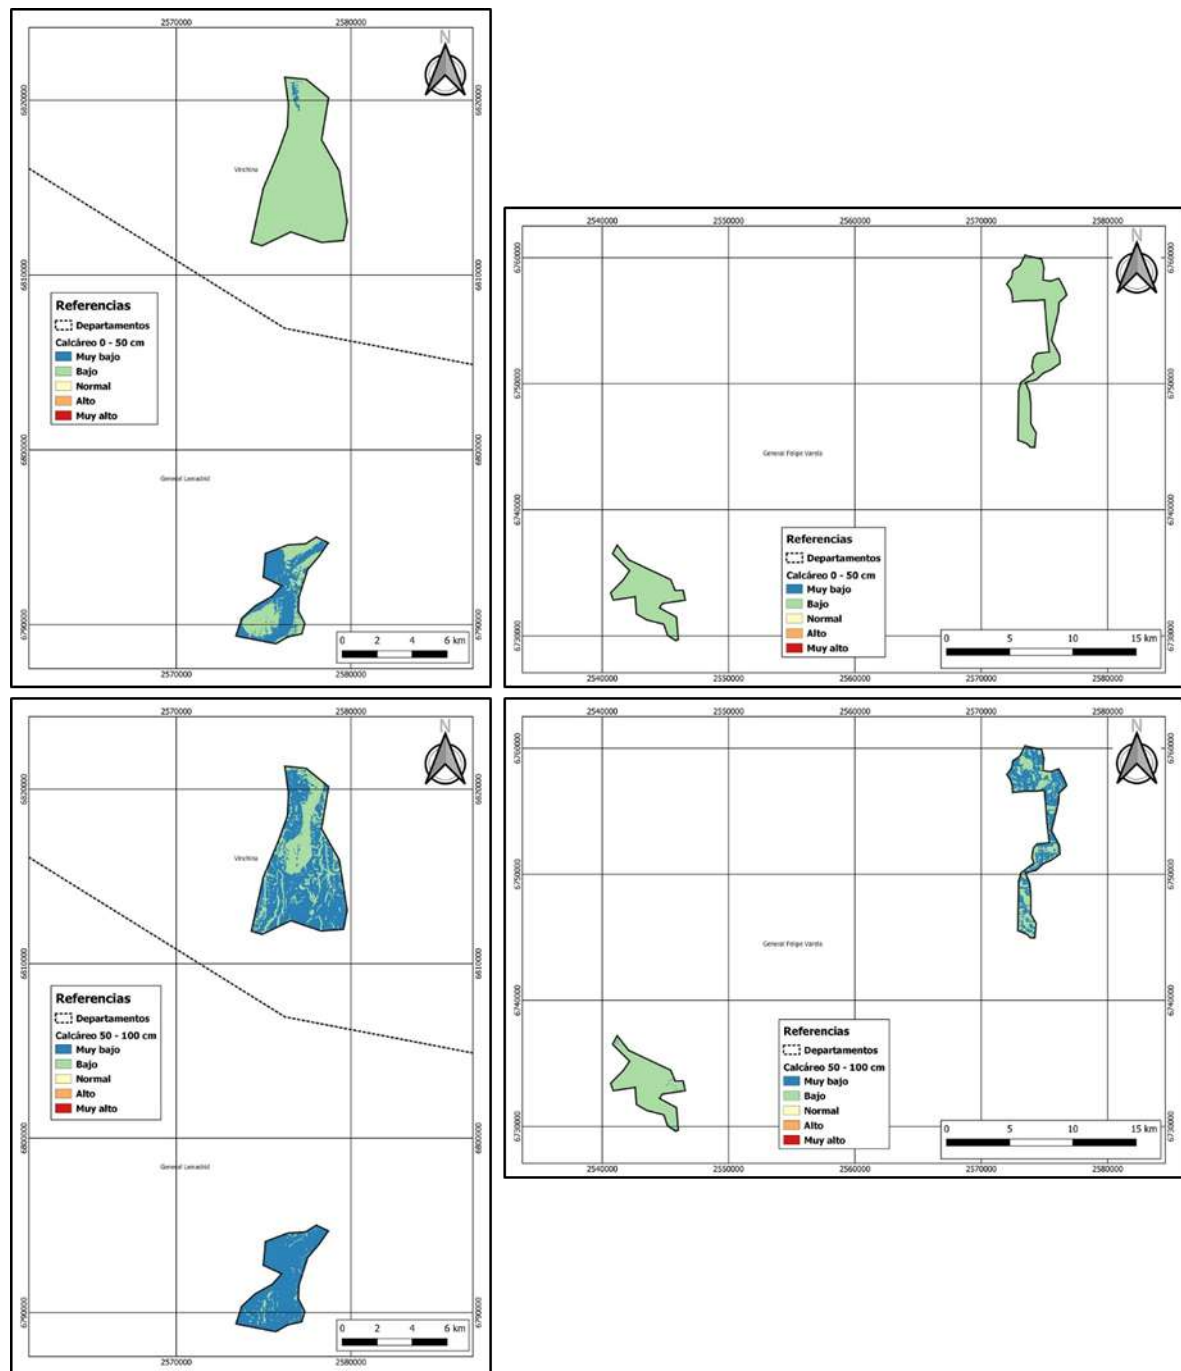 2570000 2580000
N
6820000 6820000
Vinchina
6810000 6810000
Referencias
Departamentos
Calcáreo 0 - 50 cm
Muy bajo
Bajo
Normal
Alto
Muy alto
6800000 6800000
General Lamadrid
6790000 6790000
0 2 4 6 km
2570000 2580000
2540000 2550000 2560000 2570000 2580000
N
6760000 6760000
6750000 6750000
General Felipe Varela
6740000 6740000
Referencias
Departamentos
Calcáreo 0 - 50 cm
Muy bajo
Bajo
Normal
Alto
Muy alto
6730000 6730000
0 5 10 15 km
2540000 2550000 2560000 2570000 2580000
2570000 2580000
N
6820000 6820000
Vinchina
6810000 6810000
Referencias
Departamentos
Calcáreo 50 - 100 cm
Muy bajo
Bajo
Normal
Alto
Muy alto
6800000 6800000
General Lamadrid
6790000 6790000
0 2 4 6 km
2570000 2580000
2540000 2550000 2560000 2570000 2580000
N
6760000 6760000
6750000 6750000
General Felipe Varela
6740000 6740000
Referencias
Departamentos
Calcáreo 50 - 100 cm
Muy bajo
Bajo
Normal
Alto
Muy alto
6730000 6730000
0 5 10 15 km
2540000 2550000 2560000 2570000 2580000